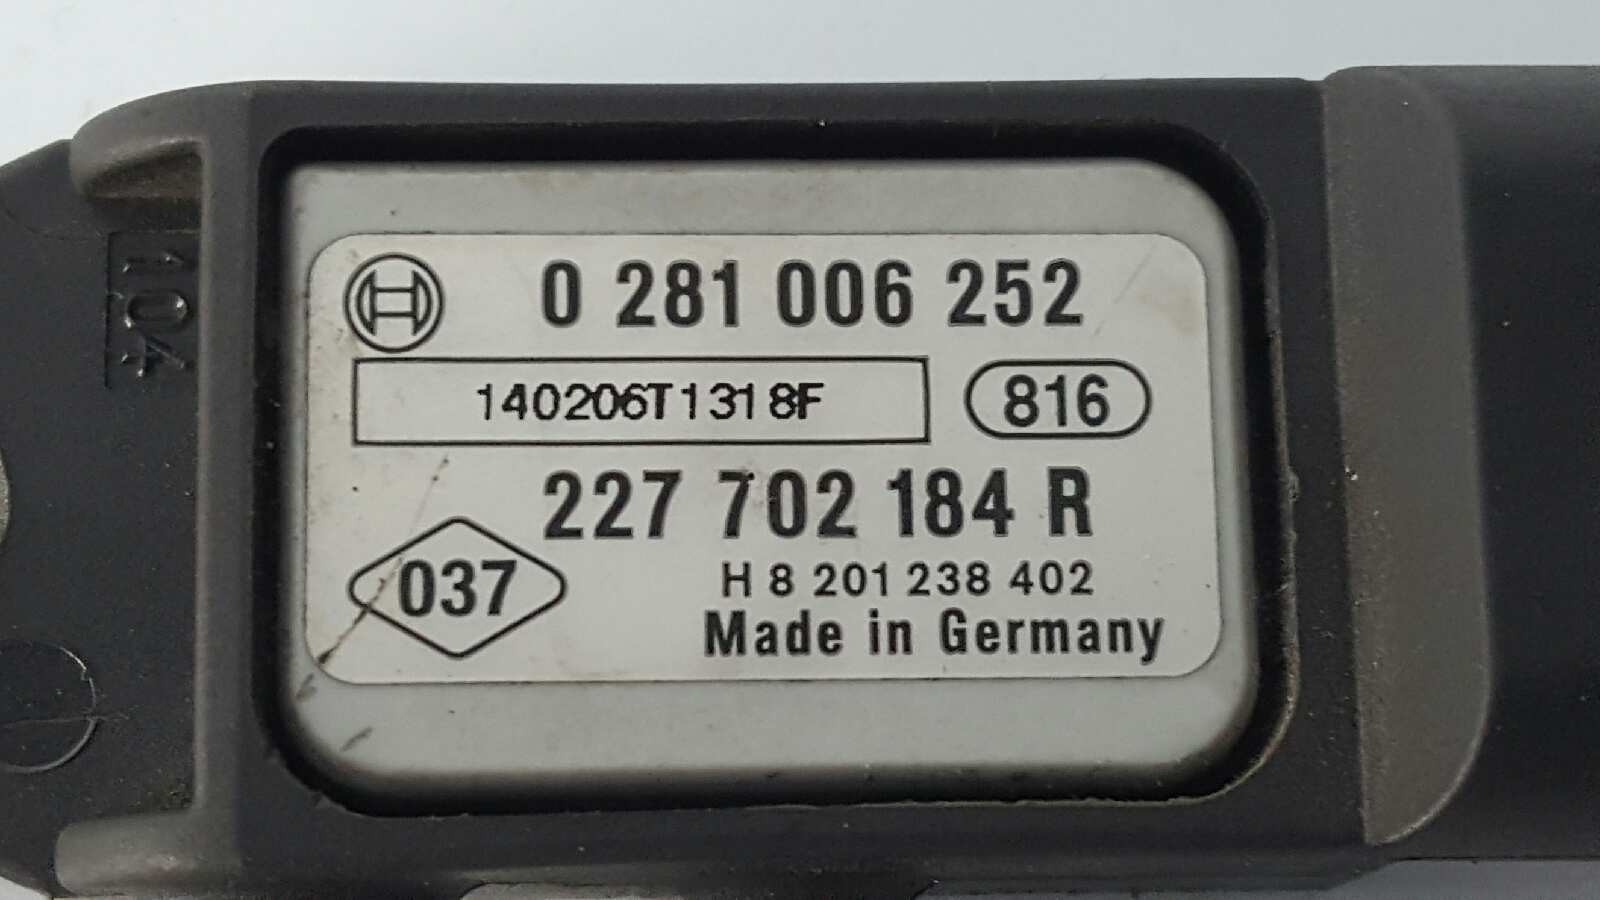 0 281 006 252
140206T1318F 816
227 702 184 R
037
H 8 201 238 402
Made in Germany
104